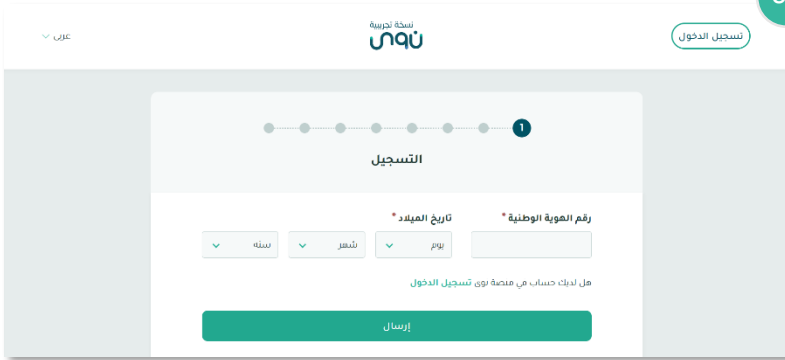 تسجيل الدخول
نسخة تجريبية
نوى
عربى
1
التسجيل
رقم الهوية الوطنية *
تاريخ الميلاد *
يوم
شهر
سنه
هل لديك حساب في منصة نوى تسجيل الدخول
إرسال